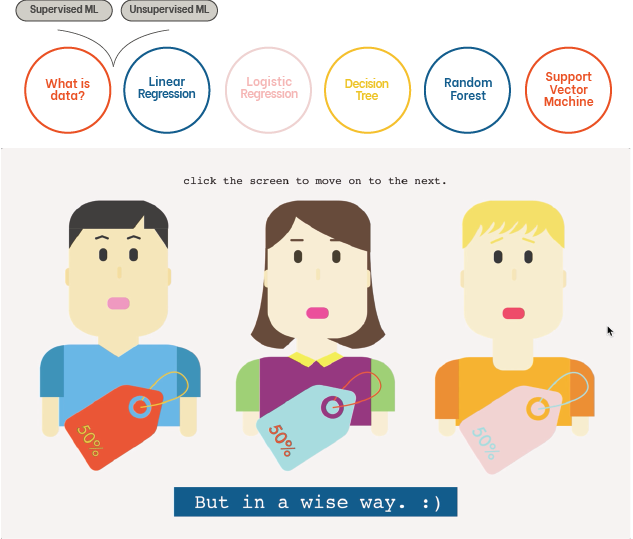 Supervised ML
Unsupervised ML
What is
data?
Linear
Regression
Logistic
Regression
Decision
Tree
Random
Forest
Support
Vector
Machine
click the screen to move on to the next.
50%
50%
50%
But in a wise way. :)